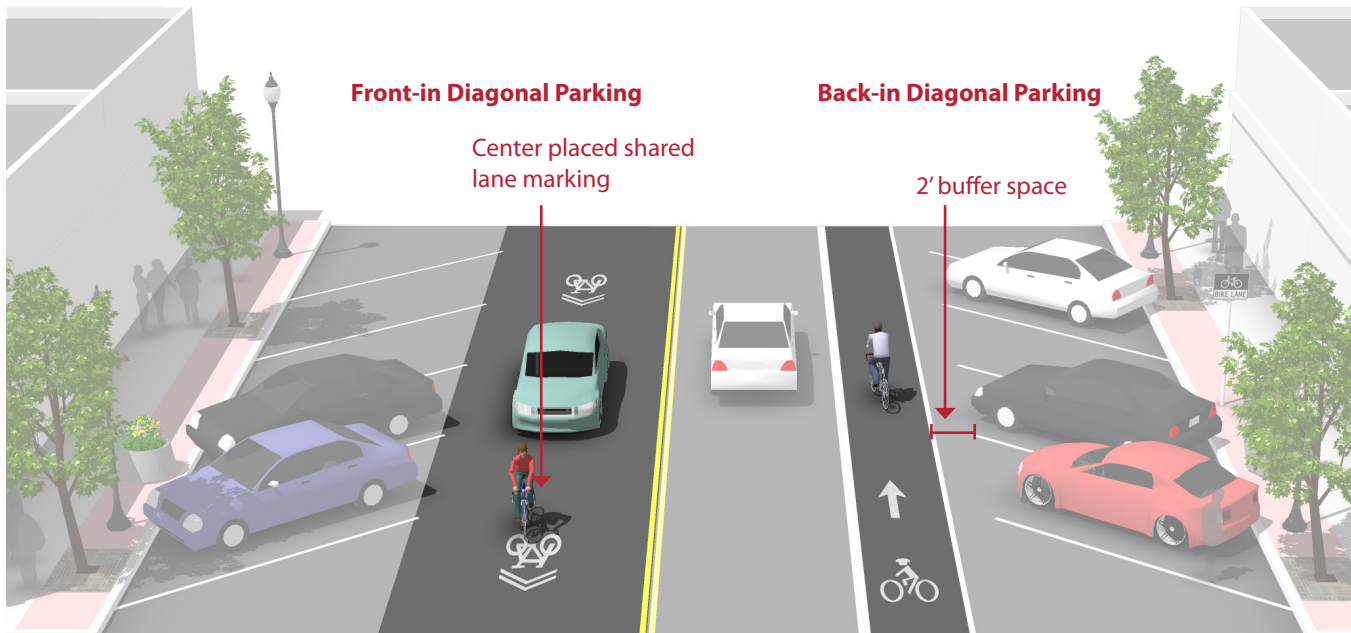 Front-in Diagonal Parking
Back-in Diagonal Parking
Center placed shared
lane marking
2’ buffer space
BIKE LANE